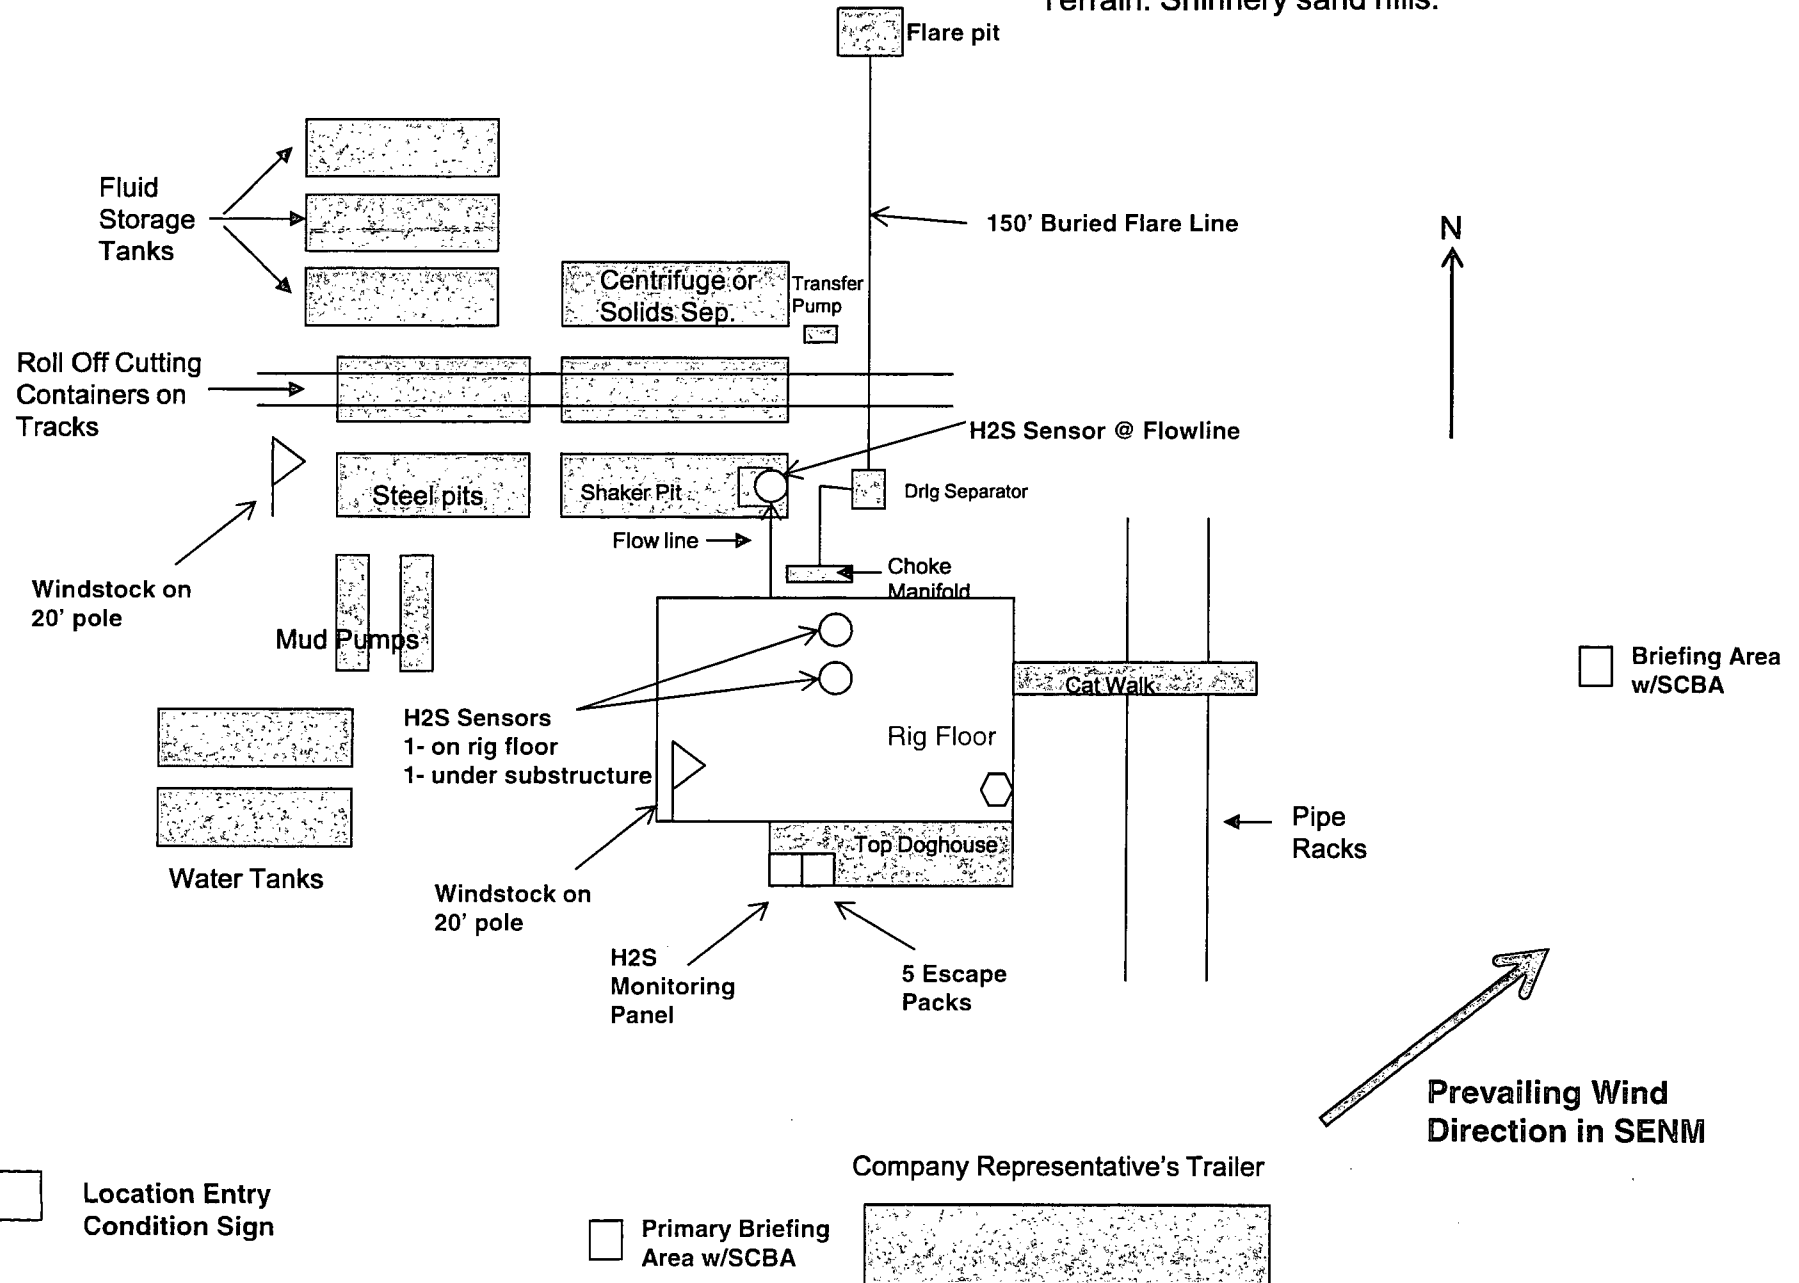 Terrain: Shinnery sand hills.
Flare pit
Fluid
Storage
Tanks
150' Buried Flare Line
N
Centrifuge or
Solids Sep.
Transfer
Pump
Roll Off Cutting
Containers on
Tracks
H2S Sensor @ Flowline
Steel pits
Shaker Pit
Drlg Separator
Flow line
Choke
Manifold
Windstock on
20' pole
Mud Pumps
Briefing Area
w/SCBA
Cat Walk
H2S Sensors
1- on rig floor
1- under substructure
Rig Floor
Pipe
Racks
Top Doghouse
Water Tanks
Windstock on
20' pole
H2S
Monitoring
Panel
5 Escape
Packs
Prevailing Wind
Direction in SENM
Company Representative's Trailer
Location Entry
Condition Sign
Primary Briefing
Area w/SCBA